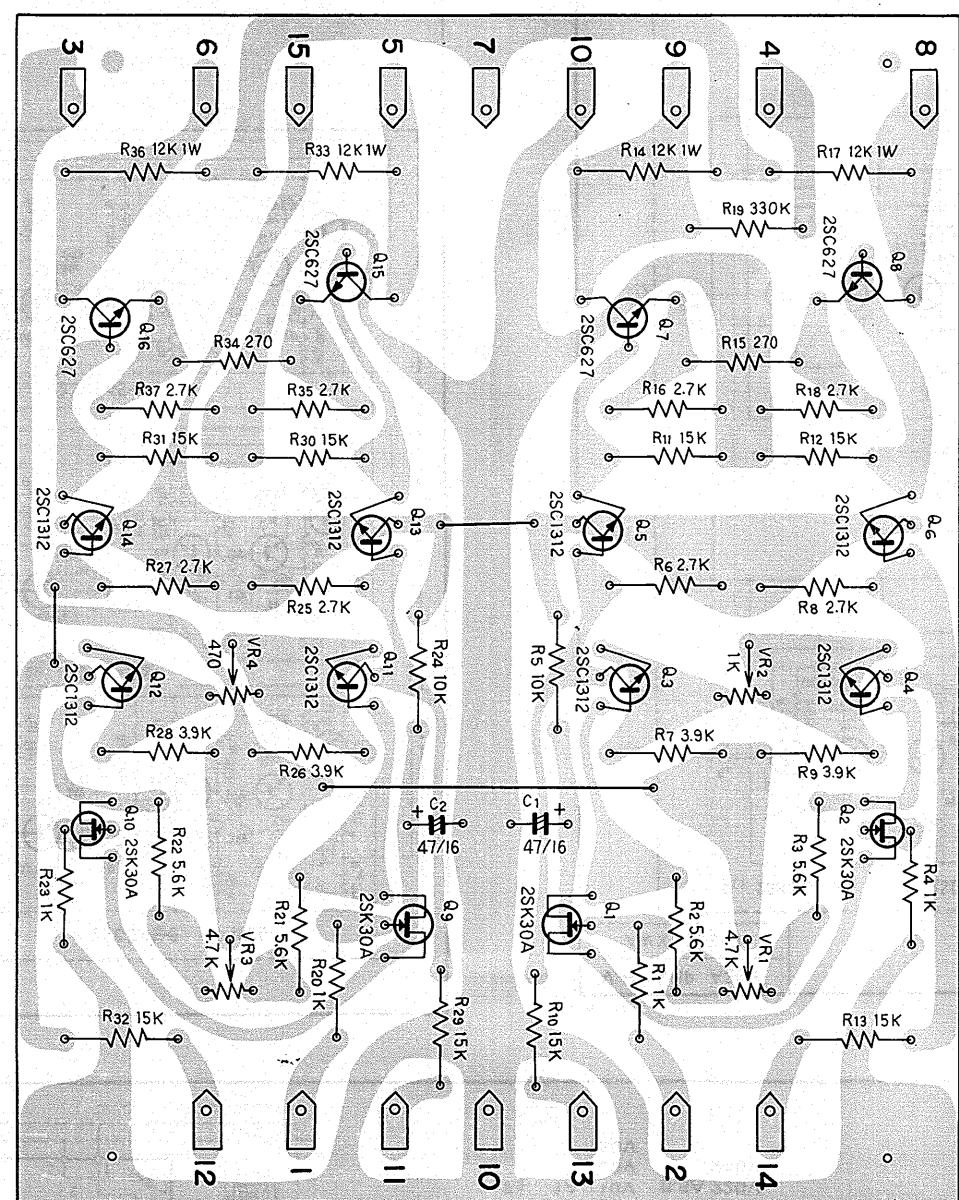 3
6
15
5
7
10
9
4
8
R36 12K 1W
R33 12K 1W
R14 12K 1W
R17 12K 1W
R19 330K
2SC627
Q15
2SC627
Q8
Q16
2SC627
Q7
2SC627
R34 270
R15 270
R37 2.7K
R35 2.7K
R16 2.7K
R18 2.7K
R31 15K
R30 15K
R11 15K
R12 15K
2SC1312
Q14
2SC1312
Q13
2SC1312
Q5
2SC1312
Q6
R27 2.7K
R25 2.7K
R6 2.7K
R8 2.7K
2SC1312
Q12
VR4
470
2SC1312
Q11
R24 10K
R5 10K
2SC1312
Q3
VR2
1K
2SC1312
Q4
R28 3.9K
R26 3.9K
R7 3.9K
R9 3.9K
Q10
2SK30A
R22 5.6K
R23 1K
+
C2
47/16
C1
+
47/16
R3 5.6K
Q2
2SK30A
R4 1K
R21 5.6K
R20 1K
2SK30A
Q9
2SK30A
Q1
R2 5.6K
R1 1K
VR3
4.7K
VR1
4.7K
R32 15K
R29 15K
R10 15K
R13 15K
12
1
11
10
13
2
14